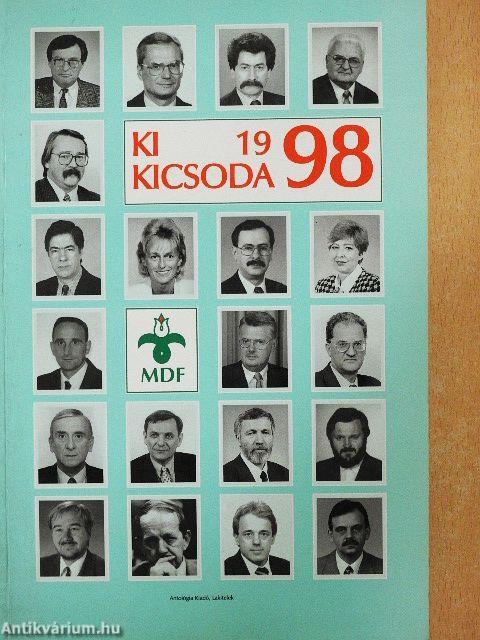 KI 19 98
KICSODA
MDF
Antológia Kiadó, Lakitelek
Antikvárium.hu